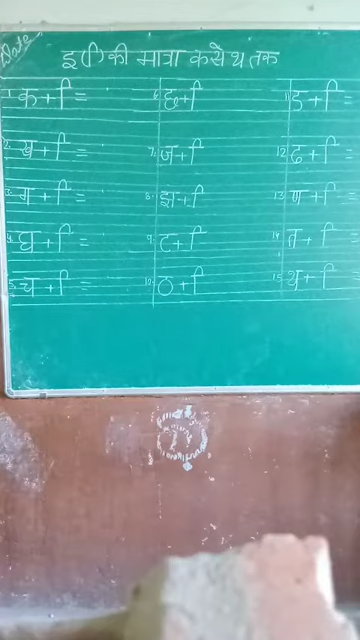 Date
इ (ि) की मात्रा क से थ तक
1. क + ि =
2. ख + ि =
3. ग + ि =
4. घ + ि =
5. च + ि =
6. छ + ि
7. ज + ि
8. झ + ि
9. ट + ि
10. ठ + ि
11. ड + ि =
12. ढ + ि =
13. ण + ि =
14. त + ि =
15. थ + ि =